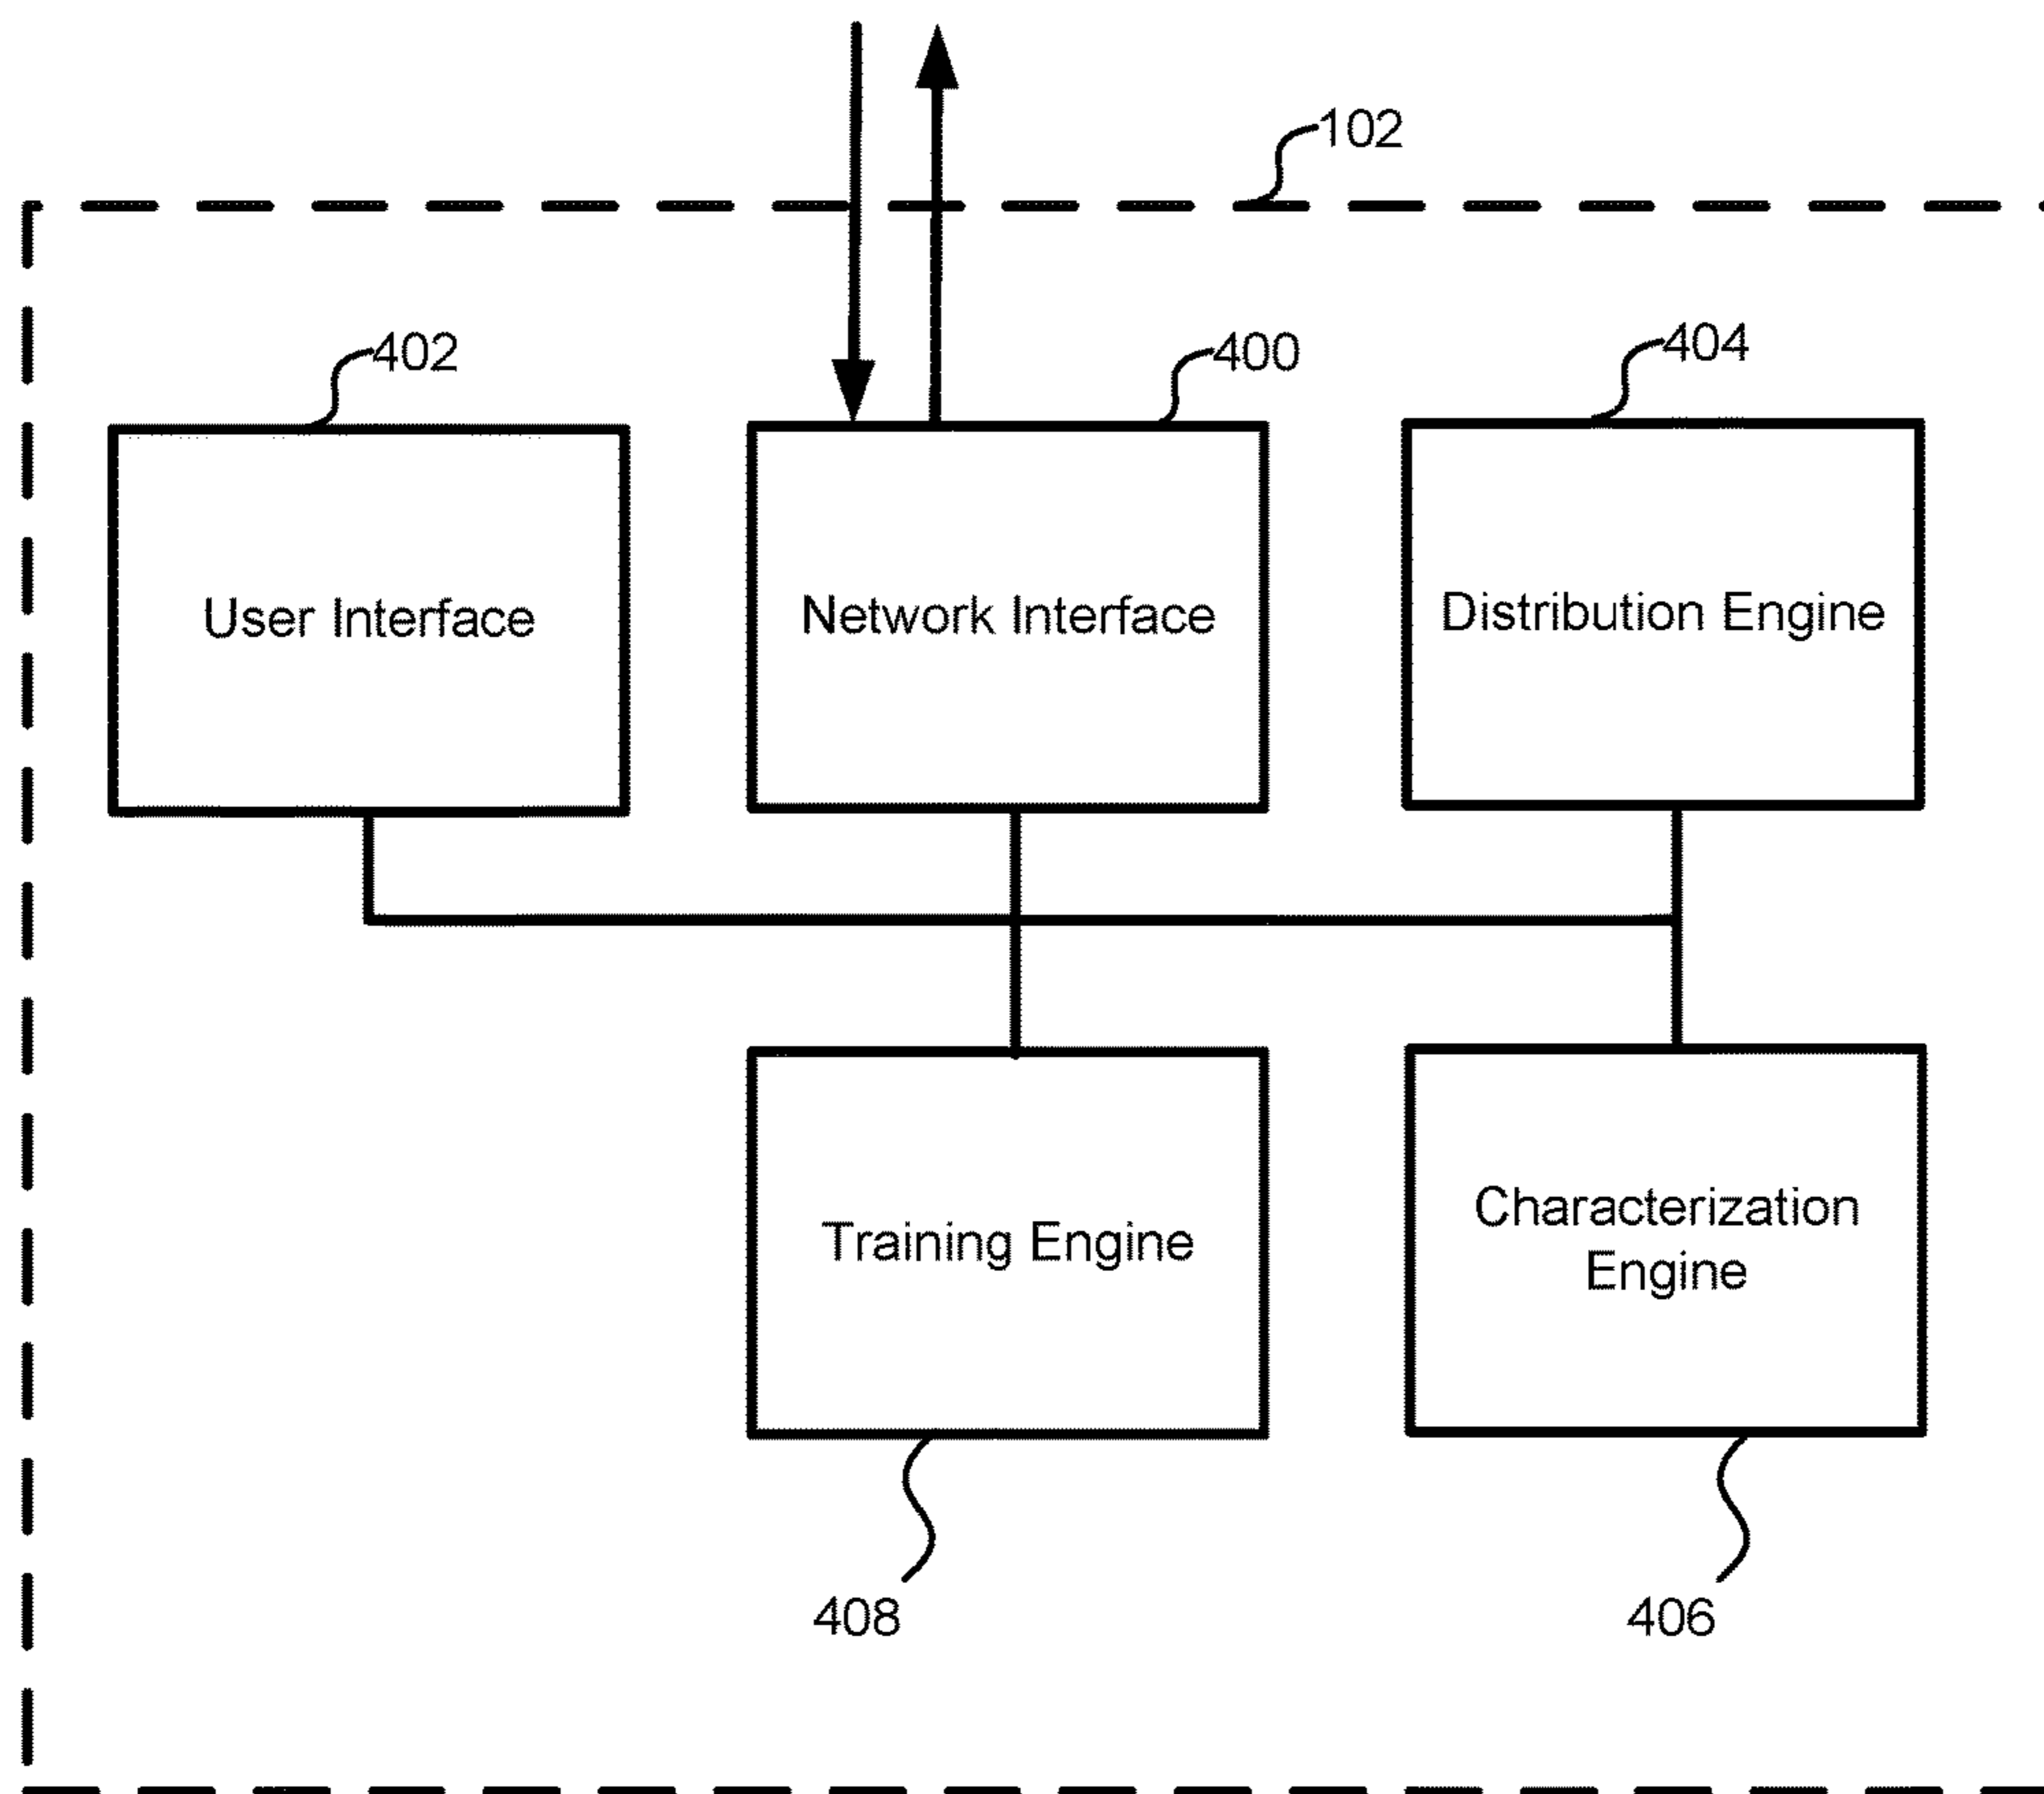 102
402
400
404
User Interface
Network Interface
Distribution Engine
Training Engine
Characterization
Engine
408
406